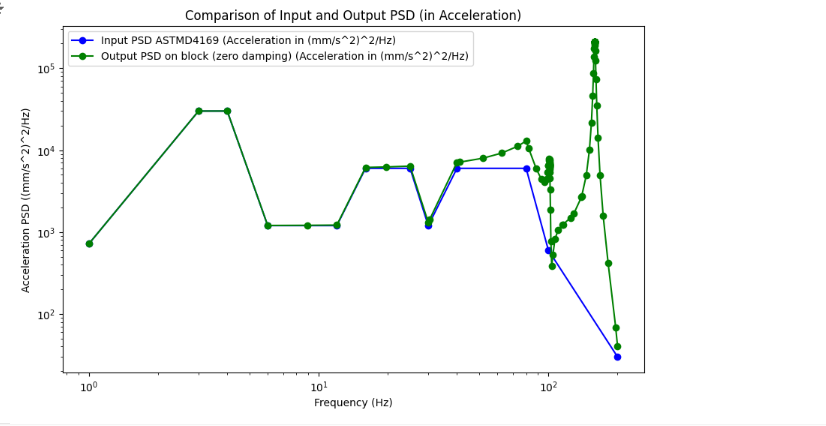 Comparison of Input and Output PSD (in Acceleration)
Input PSD ASTMD4169 (Acceleration in (mm/s^2)^2/Hz)
Output PSD on block (zero damping) (Acceleration in (mm/s^2)^2/Hz)
Acceleration PSD ((mm/s^2)^2/Hz)
10^5
10^4
10^3
10^2
10^0 10^1 10^2
Frequency (Hz)